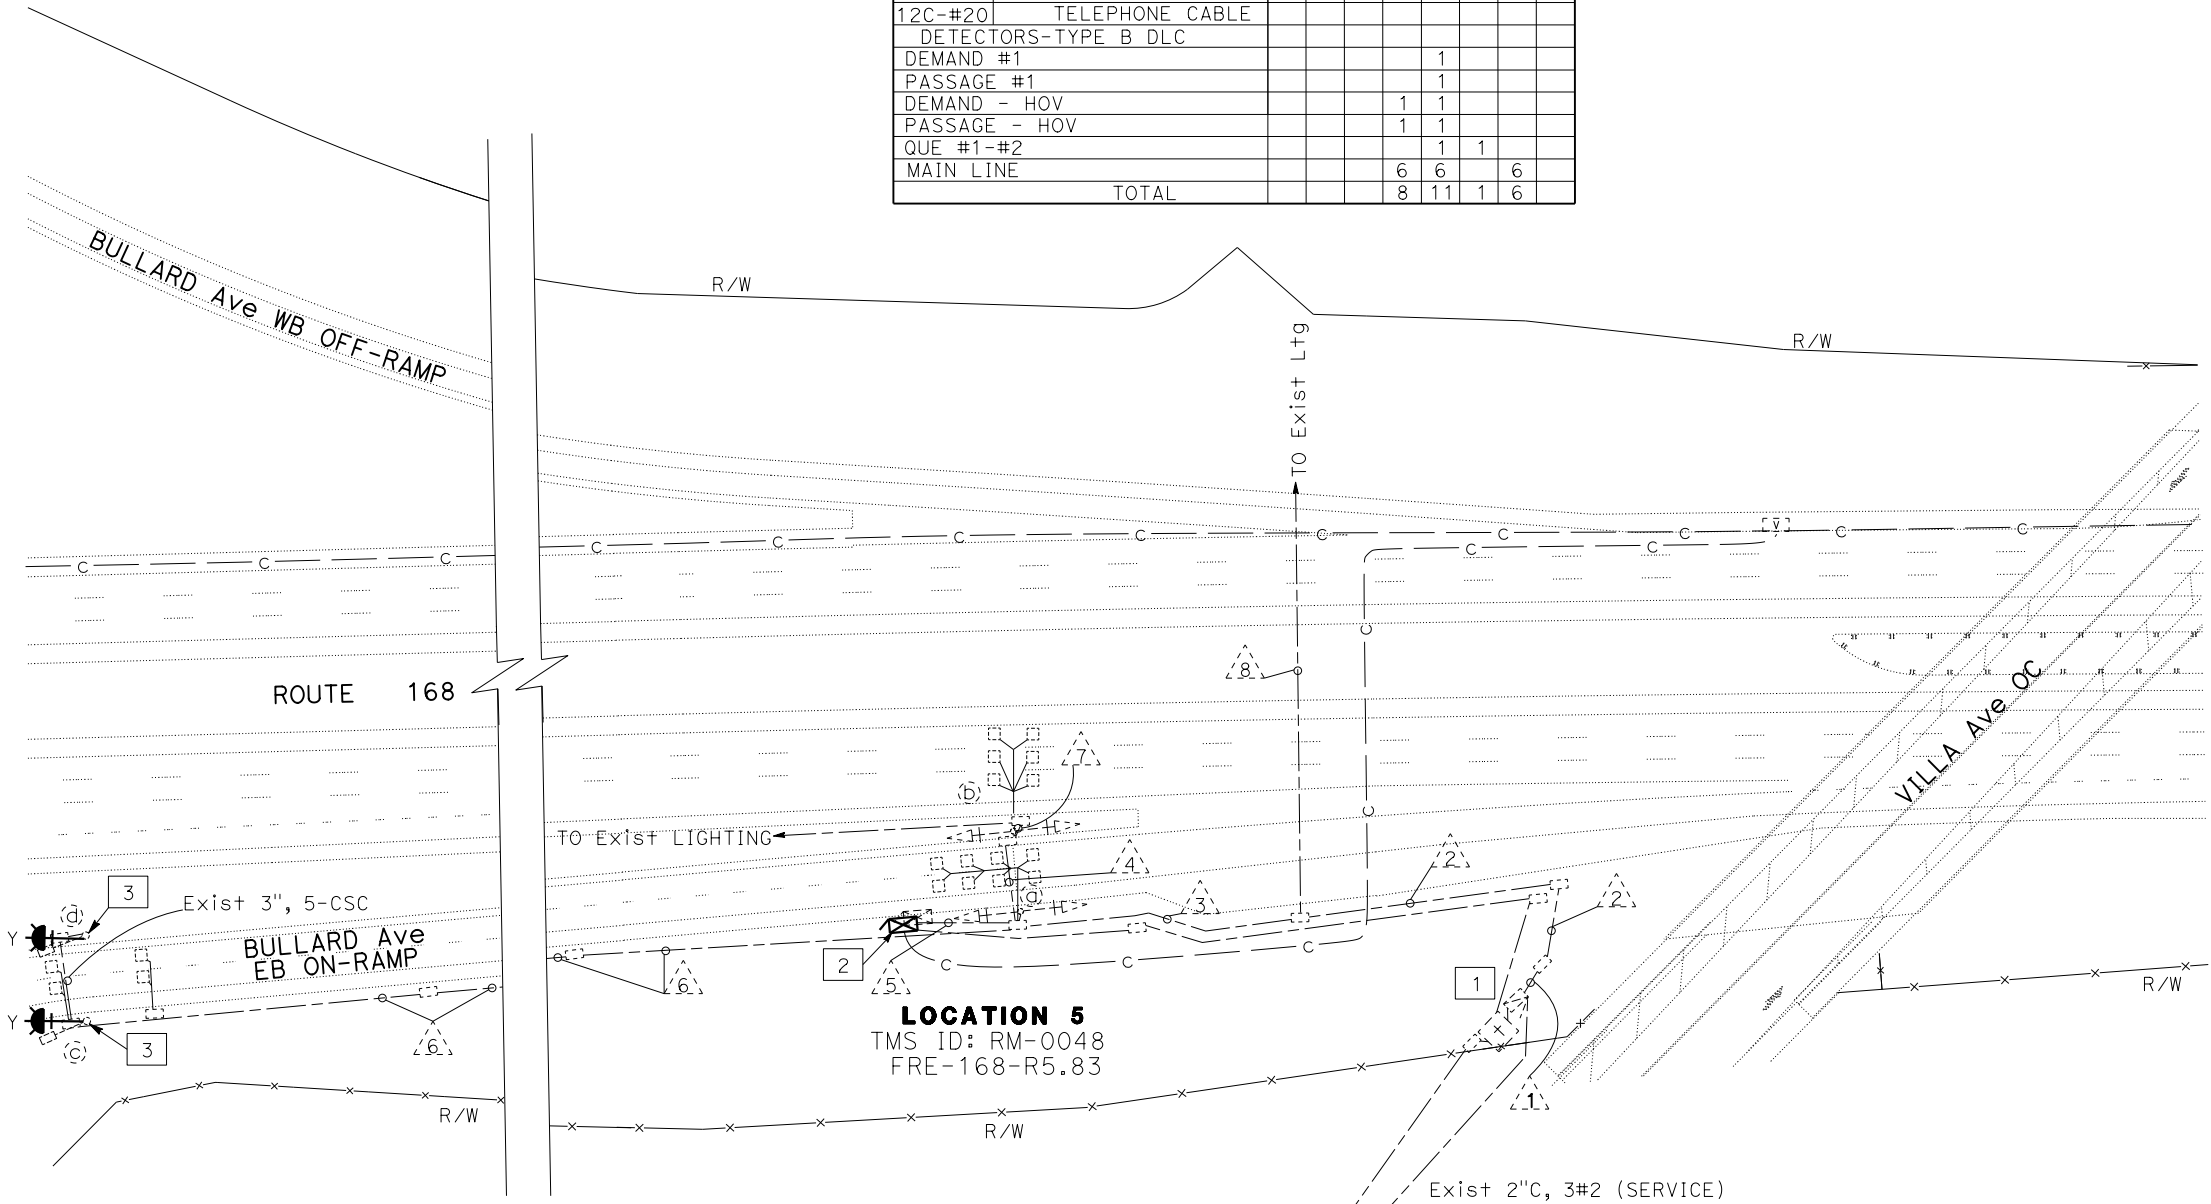 12C-#20 TELEPHONE CABLE
DETECTORS-TYPE B DLC
DEMAND #1 1
PASSAGE #1 1
DEMAND - HOV 1 1
PASSAGE - HOV 1 1
QUE #1-#2 1 1
MAIN LINE 6 6 6
TOTAL 8 11 1 6
BULLARD Ave WB OFF-RAMP
R/W
R/W
TO Exist Ltg
C C C C C C C C C V C C
C C
C
ROUTE 168
8
VILLA Ave OC
7
b
C
TO Exist LIGHTING
H H
4
2
2
3
Exist 3", 5-CSC
d
a
3
H H
Y
BULLARD Ave
EB ON-RAMP
2
5
6
C C C
1
R/W
Y
c
3
6
LOCATION 5
TMS ID: RM-0048
FRE-168-R5.83
1
R/W
R/W
Exist 2"C, 3#2 (SERVICE)